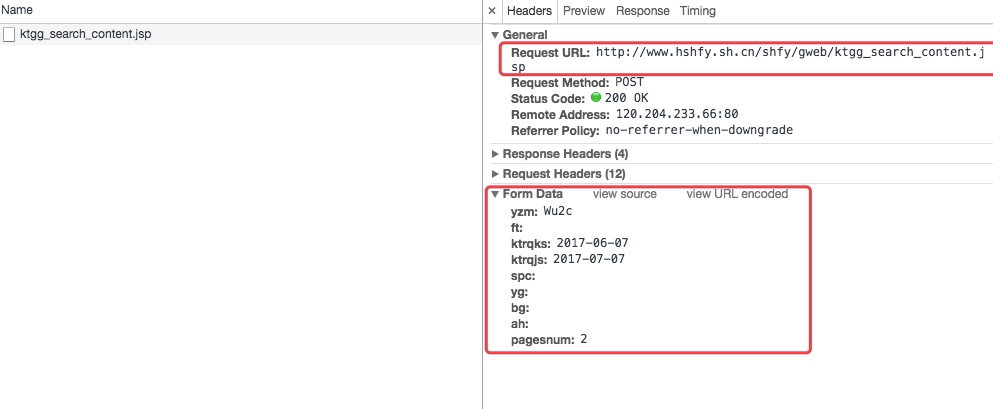 Name
ktgg_search_content.jsp
× Headers Preview Response Timing
▼ General
Request URL: http://www.hshfy.sh.cn/shfy/gweb/ktgg_search_content.j
sp
Request Method: POST
Status Code: 200 OK
Remote Address: 120.204.233.66:80
Referrer Policy: no-referrer-when-downgrade
▶ Response Headers (4)
▶ Request Headers (12)
▼ Form Data view source view URL encoded
yzm: Wu2c
ft:
ktrqks: 2017-06-07
ktrqjs: 2017-07-07
spc:
yg:
bg:
ah:
pagesnum: 2